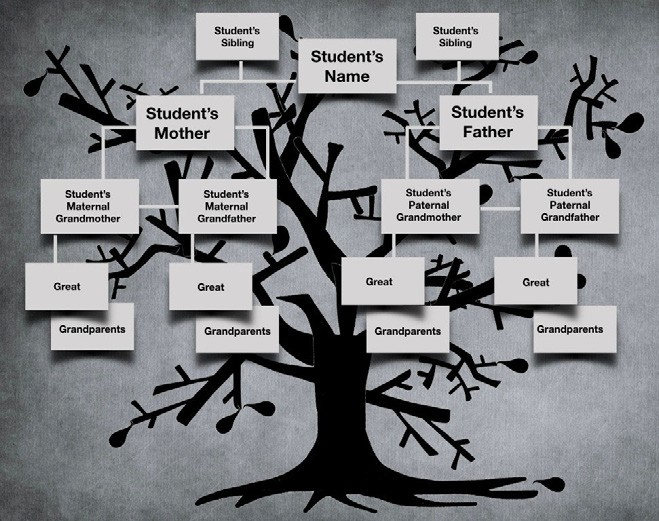 Student's
Sibling
Student's
Name
Student's
Sibling
Student's
Mother
Student's
Father
Student's
Maternal
Grandmother
Student's
Maternal
Grandfather
Student's
Paternal
Grandmother
Student's
Paternal
Grandfather
Great
Great
Great
Great
Grandparents
Grandparents
Grandparents
Grandparents